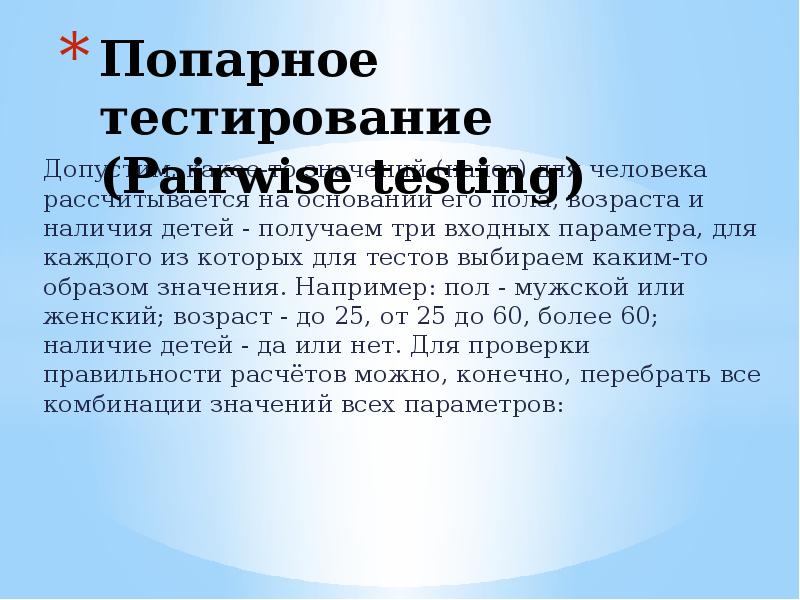 * Попарное
тестирование
(Pairwise testing)
Допустим, какое-то значений (налог) для человека
рассчитывается на основании его пола, возраста и
наличия детей - получаем три входных параметра, для
каждого из которых для тестов выбираем каким-то
образом значения. Например: пол - мужской или
женский; возраст - до 25, от 25 до 60, более 60;
наличие детей - да или нет. Для проверки
правильности расчётов можно, конечно, перебрать все
комбинации значений всех параметров: